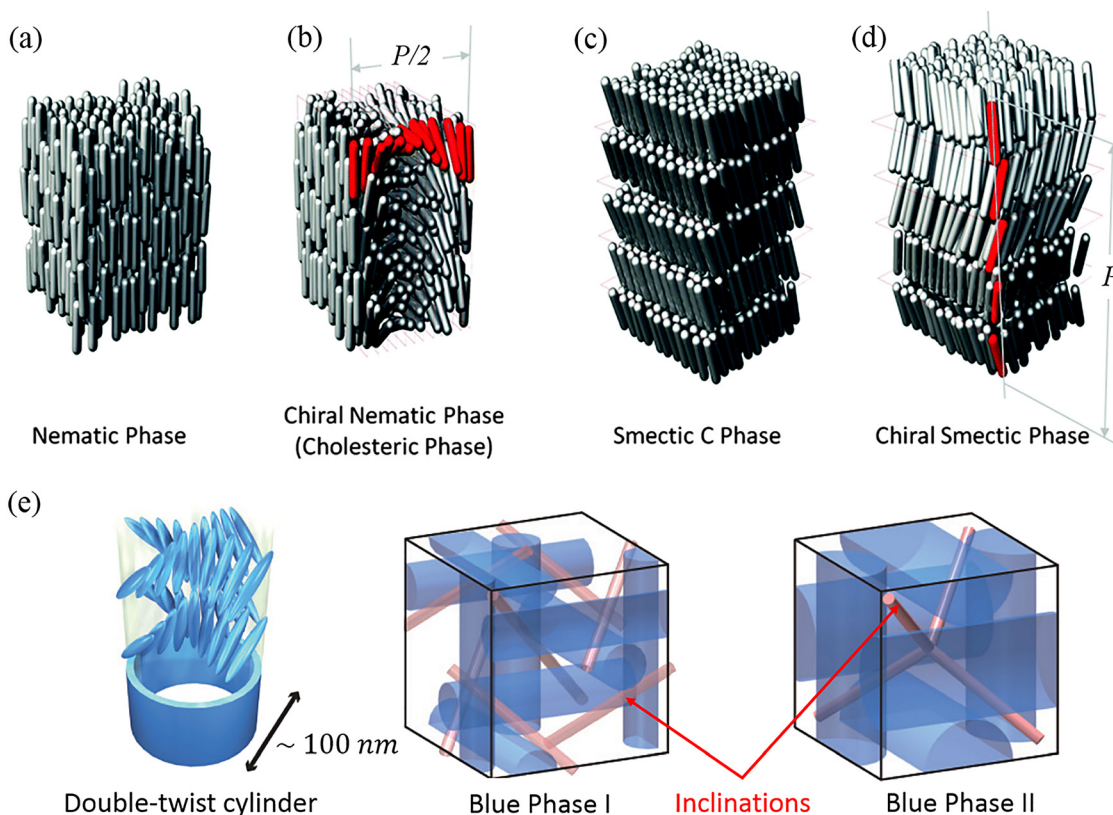 (a)
(b)
P/2
(c)
(d)
P
Nematic Phase
Chiral Nematic Phase
(Cholesteric Phase)
Smectic C Phase
Chiral Smectic Phase
(e)
~ 100 nm
Double-twist cylinder
Blue Phase I
Inclinations
Blue Phase II